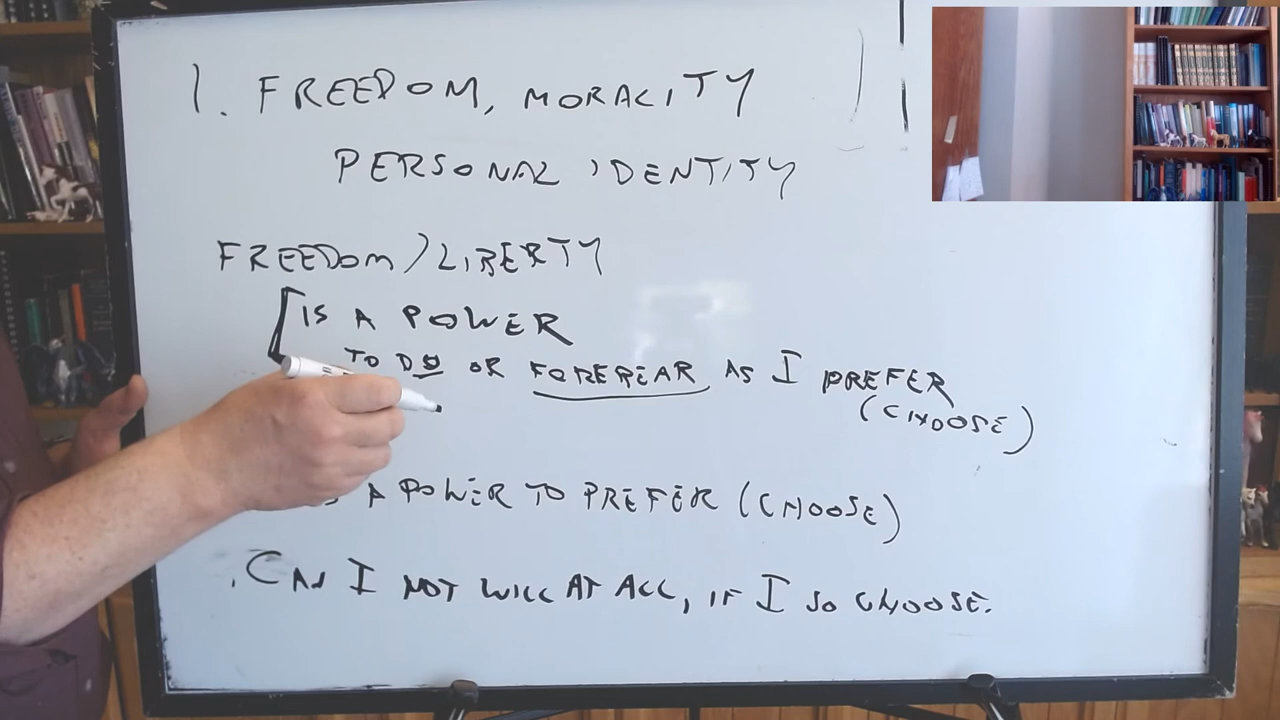 1. FREEDOM, MORALITY
PERSONAL IDENTITY
FREEDOM/LIBERTY
IS A POWER
TO DO OR FOREBEAR AS I PREFER
(CHOOSE)
A POWER TO PREFER (CHOOSE)
CAN I NOT WILL AT ALL, IF I SO CHOOSE.